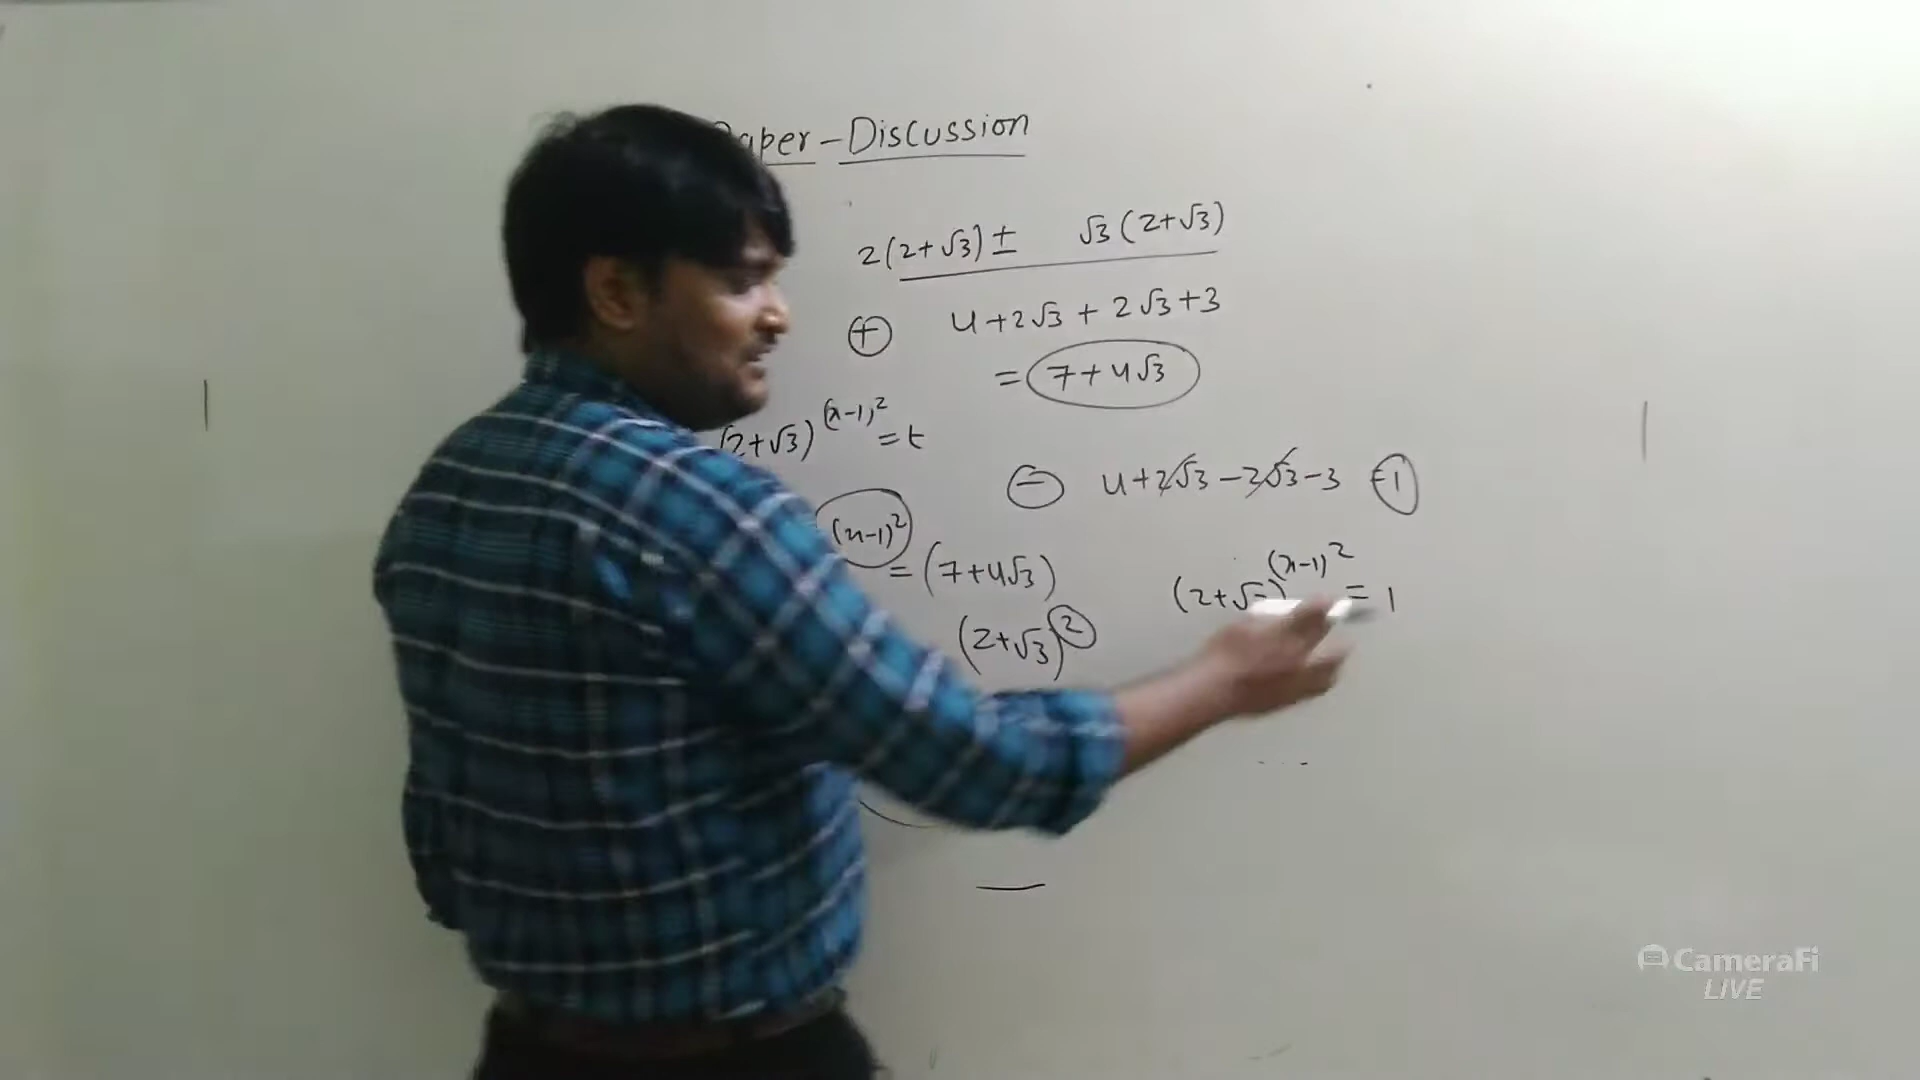 Paper-Discussion
2(2+√3) ± √3(2+√3)
⊕ 4+2√3+2√3+3
= 7+4√3
(2+√3)^(x-1)^2 = t
⊖ 4+2√3-2√3-3 =1
(x-1)^2 = (7+4√3)
(2+√3)^(x-1)^2 = 1
(2+√3)^2
CameraFi
LIVE